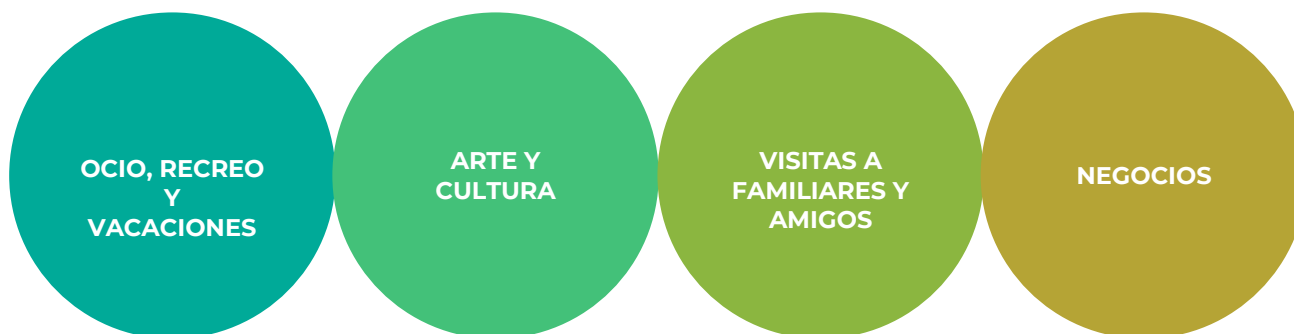 OCIO, RECREO
Y
VACACIONES
ARTE Y
CULTURA
VISITAS A
FAMILIARES Y
AMIGOS
NEGOCIOS